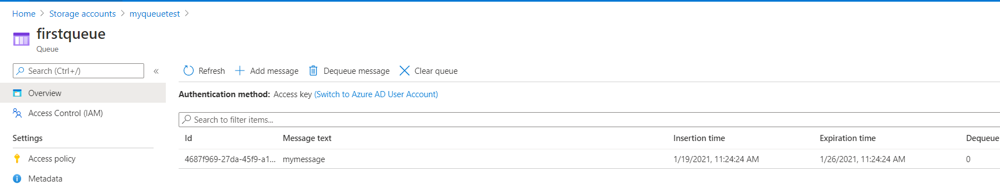 Home > Storage accounts > myqueuetest >
firstqueue
Queue
Search (Ctrl+/) «
Overview
Access Control (IAM)
Settings
Access policy
Metadata
Refresh Add message Dequeue message Clear queue
Authentication method: Access key (Switch to Azure AD User Account)
Search to filter items...
Id Message text Insertion time Expiration time Dequeue
4687f969-27da-45f9-a1... mymessage 1/19/2021, 11:24:24 AM 1/26/2021, 11:24:24 AM 0